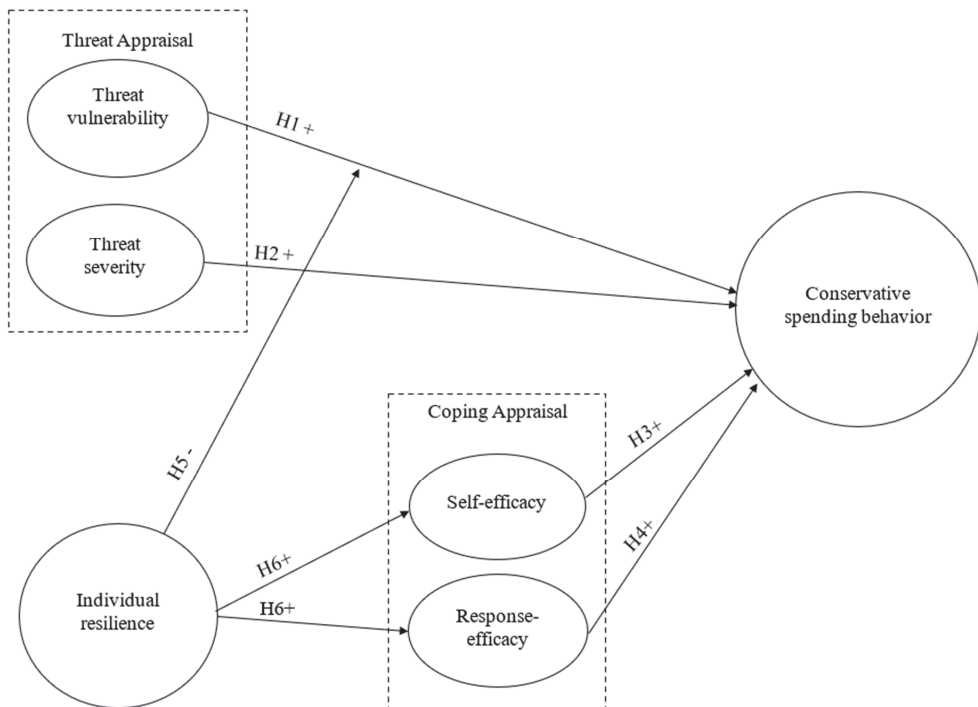 Threat Appraisal
Threat
vulnerability
H1 +
Threat
severity
H2 +
Conservative
spending behavior
Coping Appraisal
H3+
H5 -
Self-efficacy
H4+
H6+
H6+
Individual
resilience
Response-
efficacy